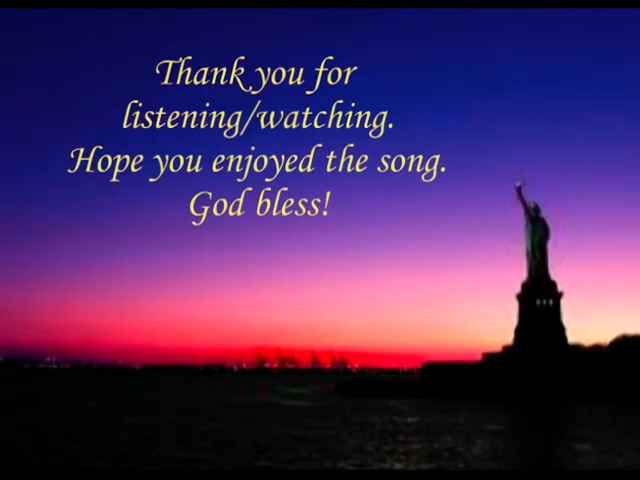 Thank you for
listening/watching.
Hope you enjoyed the song.
God bless!